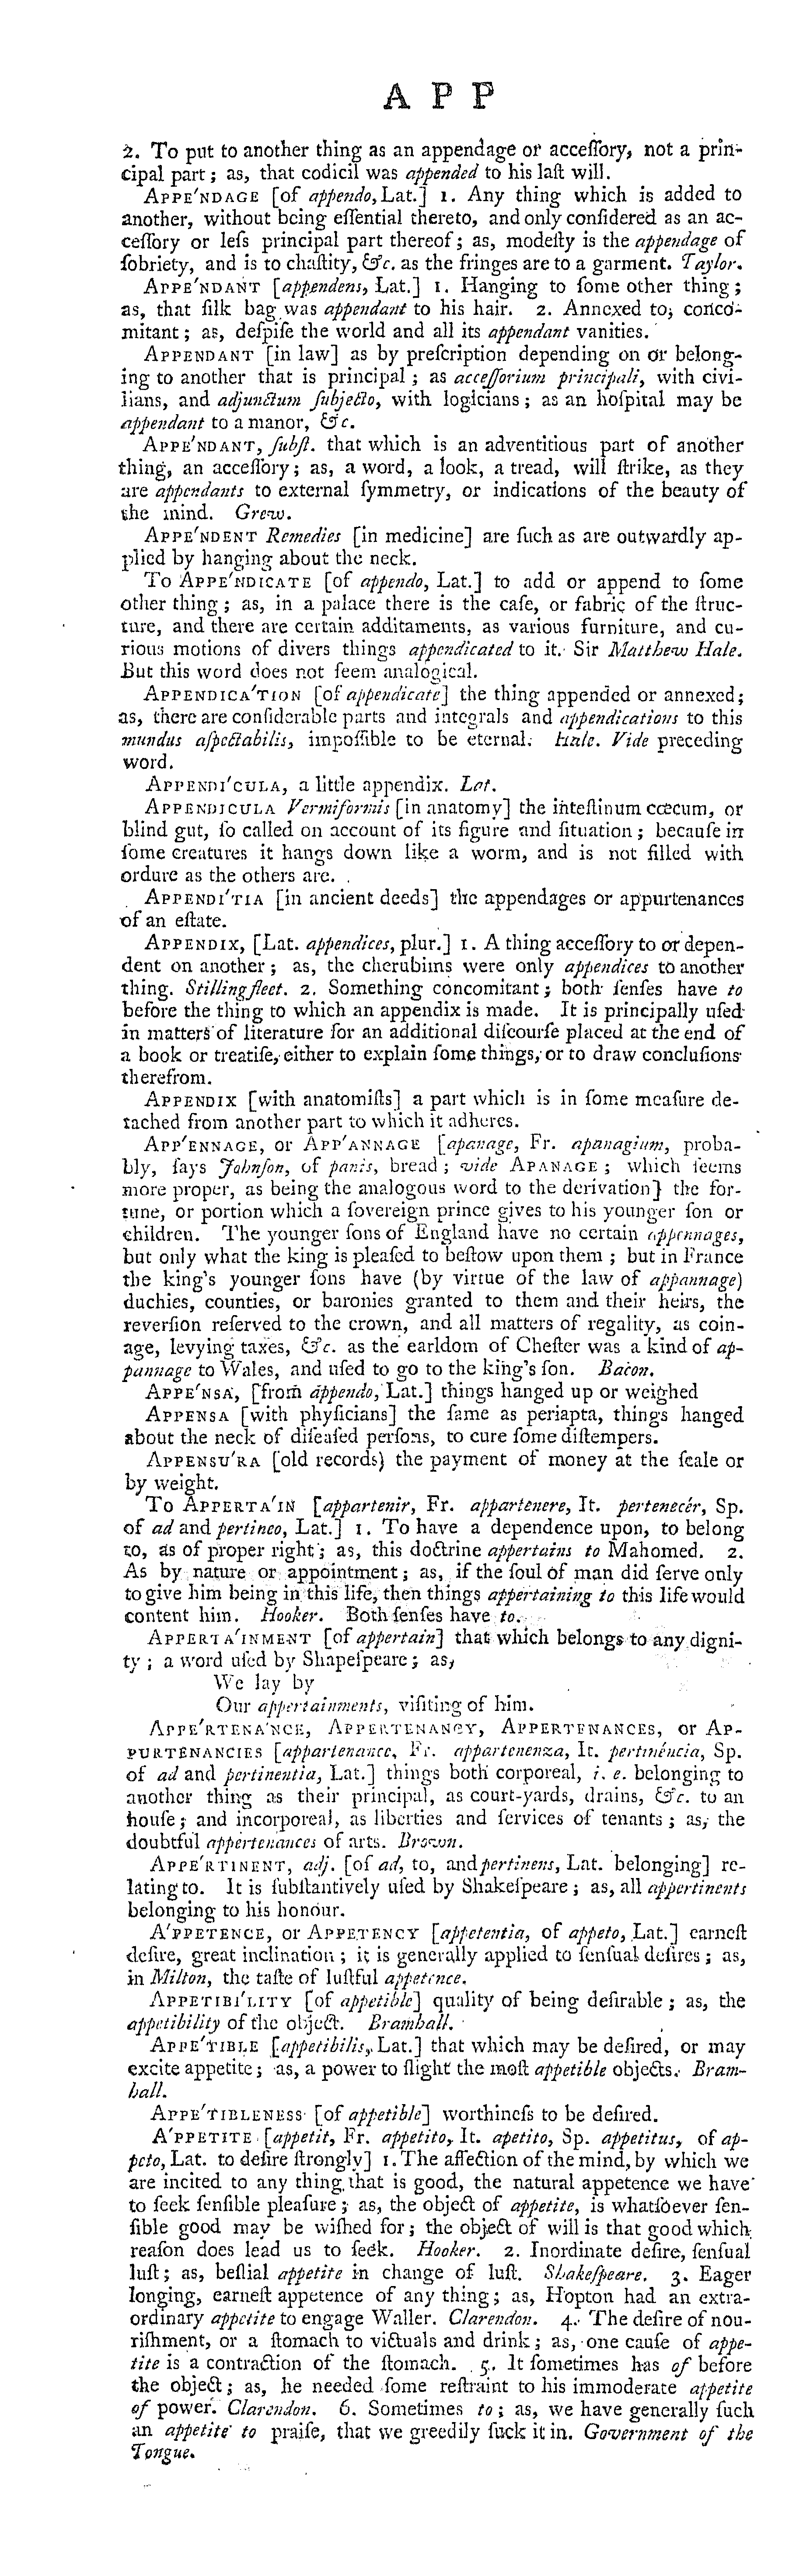 A P P
2. To put to another thing as an appendage or acceſſory, not a prin-
cipal part; as, that codicil was appended to his laſt will.
APPE'NDAGE [of appendo, Lat.] 1. Any thing which is added to
another, without being eſſential thereto, and only conſidered as an ac-
ceſſory or leſs principal part thereof; as, modeſty is the appendage of
ſobriety, and is to chaſtity, &c. as the fringes are to a garment. Taylor.
APPE'NDANT [appendens, Lat.] 1. Hanging to ſome other thing;
as, that ſilk bag was appendant to his hair. 2. Annexed to, conco-
mitant; as, deſpiſe the world and all its appendant vanities.
APPENDANT [in law] as by preſcription depending on or belong-
ing to another that is principal; as acceſſorium principali, with civi-
lians, and adjunctum ſubjecto, with logicians; as an hoſpital may be
appendant to a manor, &c.
APPE'NDANT, ſubſt. that which is an adventitious part of another
thing, an acceſſory; as, a word, a look, a tread, will ſtrike, as they
are appendants to external ſymmetry, or indications of the beauty of
the mind. Grew.
APPE'NDENT Remedies [in medicine] are ſuch as are outwardly ap-
plied by hanging about the neck.
To APPE'NDICATE [of appendo, Lat.] to add or append to ſome
other thing; as, in a palace there is the caſe, or fabric of the ſtruc-
ture, and there are certain additaments, as various furniture, and cu-
rious motions of divers things appendicated to it. Sir Matthew Hale.
But this word does not ſeem analogical.
APPENDICA'TION [of appendicate] the thing appended or annexed;
as, there are conſiderable parts and integrals and appendications to this
mundus aſpectabilis, impoſſible to be eternal. Hale. Vide preceding
word.
APPENDI'CULA, a little appendix. Lat.
APPENDICULA Vermiformis [in anatomy] the inteſtinum cœcum, or
blind gut, ſo called on account of its figure and ſituation; becauſe in
ſome creatures it hangs down like a worm, and is not filled with
ordure as the others are.
APPENDI'TIA [in ancient deeds] the appendages or appurtenances
of an eſtate.
APPENDIX, [Lat. appendices, plur.] 1. A thing acceſſory to or depen-
dent on another; as, the cherubims were only appendices to another
thing. Stillingfleet. 2. Something concomitant; both ſenſes have to
before the thing to which an appendix is made. It is principally uſed
in matters of literature for an additional diſcourſe placed at the end of
a book or treatiſe, either to explain ſome things, or to draw concluſions
therefrom.
APPENDIX [with anatomiſts] a part which is in ſome meaſure de-
tached from another part to which it adheres.
APP'ENNAGE, or APP'ANNAGE [apanage, Fr. apanagium, proba-
bly, ſays Johnſon, of panis, bread; vide APANAGE; which ſeems
more proper, as being the analogous word to the derivation] the for-
tune, or portion which a ſovereign prince gives to his younger ſon or
children. The younger ſons of England have no certain appennages,
but only what the king is pleaſed to beſtow upon them; but in France
the king's younger ſons have (by virtue of the law of appannage)
duchies, counties, or baronies granted to them and their heirs, the
reverſion reſerved to the crown, and all matters of regality, as coin-
age, levying taxes, &c. as the earldom of Cheſter was a kind of ap-
pannage to Wales, and uſed to go to the king's ſon. Bacon.
APPE'NSA, [from appendo, Lat.] things hanged up or weighed
APPENSA [with phyſicians] the ſame as periapta, things hanged
about the neck of diſeaſed perſons, to cure ſome diſtempers.
APPENSU'RA [old records) the payment of money at the ſcale or
by weight.
To APPERTA'IN [appartenir, Fr. appartenere, It. pertenecér, Sp.
of ad and pertineo, Lat.] 1. To have a dependence upon, to belong
to, as of proper right; as, this doctrine appertains to Mahomed. 2.
As by nature or appointment; as, if the ſoul of man did ſerve only
to give him being in this life, then things appertaining to this life would
content him. Hooker. Both ſenſes have to.
APPERTA'INMENT [of appertain] that which belongs to any digni-
ty; a word uſed by Shapeſpeare; as,
We lay by
Our appertainments, viſiting of him.
APPE'RTENA'NCE, APPERTENANCY, APPERTENANCES, or AP-
PURTENANCIES [appartenance, Fr. appartenenza, It. pertinéncia, Sp.
of ad and pertinentia, Lat.] things both corporeal, i. e. belonging to
another thing as their principal, as court-yards, drains, &c. to an
houſe; and incorporeal, as liberties and ſervices of tenants; as, the
doubtful appertenances of arts. Brown.
APPE'RTINENT, adj. [of ad, to, and pertinens, Lat. belonging] re-
lating to. It is ſubſtantively uſed by Shakeſpeare; as, all appertinents
belonging to his honour.
A'PPETENCE, or APPETENCY [appetentia, of appeto, Lat.] earneſt
deſire, great inclination; it is generally applied to ſenſual deſires; as,
in Milton, the taſte of luſtful appetence.
APPETIBI'LITY [of appetible] quality of being deſirable; as, the
appetibility of the object. Bramhall.
APPE'TIBLE [appetibilis, Lat.] that which may be deſired, or may
excite appetite; as, a power to ſlight the moſt appetible objects. Bram-
hall.
APPE'TIBLENESS [of appetible] worthineſs to be deſired.
A'PPETITE [appetit, Fr. appetito, It. apetito, Sp. appetitus, of ap-
peto, Lat. to deſire ſtrongly] 1. The affection of the mind, by which we
are incited to any thing that is good, the natural appetence we have
to ſeek ſenſible pleaſure; as, the object of appetite, is whatſoever ſen-
ſible good may be wiſhed for; the object of will is that good which
reaſon does lead us to ſeek. Hooker. 2. Inordinate deſire, ſenſual
luſt; as, beſtial appetite in change of luſt. Shakeſpeare. 3. Eager
longing, earneſt appetence of any thing; as, Hopton had an extra-
ordinary appetite to engage Waller. Clarendon. 4. The deſire of nou-
riſhment, or a ſtomach to victuals and drink; as, one cauſe of appe-
tite is a contraction of the ſtomach. 5. It ſometimes has of before
the object; as, he needed ſome reſtraint to his immoderate appetite
of power. Clarendon. 6. Sometimes to; as, we have generally ſuch
an appetite to praiſe, that we greedily ſuck it in. Government of the
Tongue.